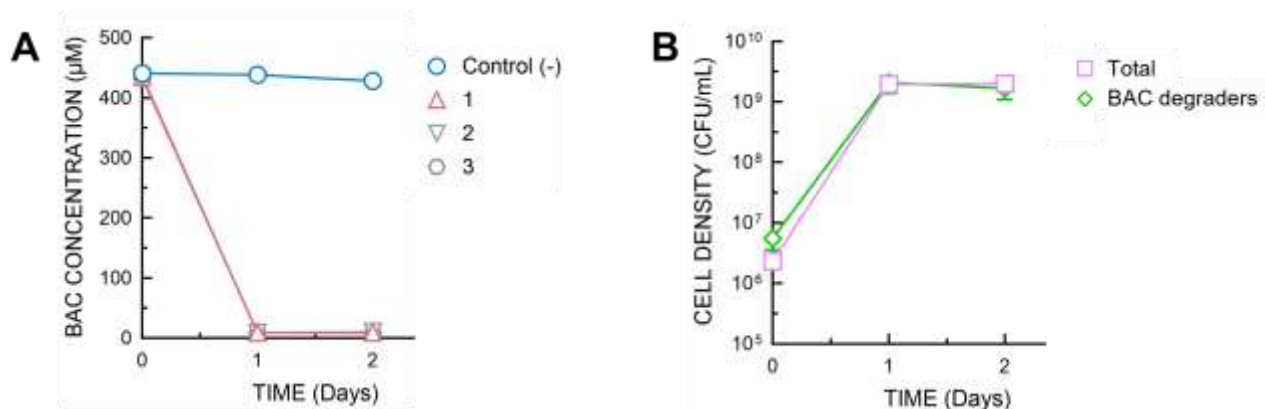 A
BAC CONCENTRATION (µM)
500
400
300
200
100
0
0
1
2
TIME (Days)
Control (-)
1
2
3
B
CELL DENSITY (CFU/mL)
10¹⁰
10⁹
10⁸
10⁷
10⁶
10⁵
0
1
2
TIME (Days)
Total
BAC degraders